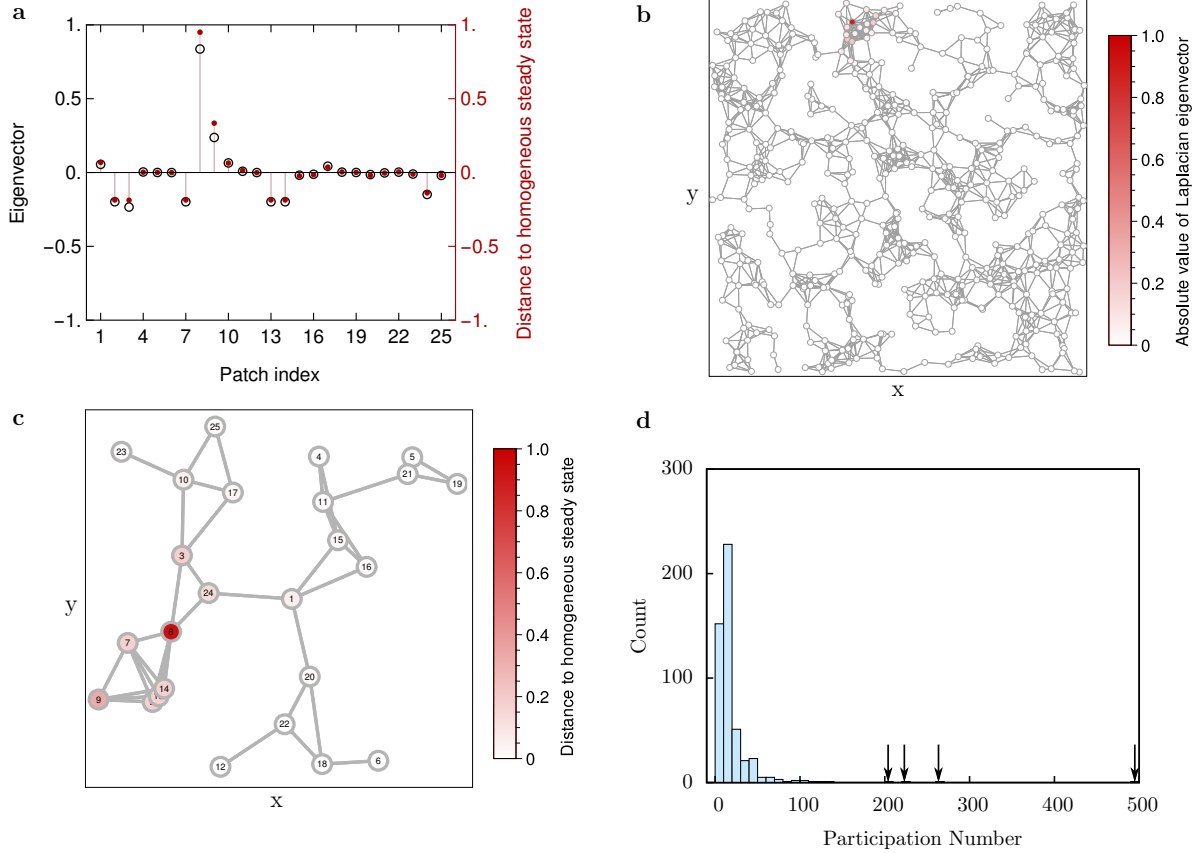 a
1.
0.5
0.
−0.5
−1.
Eigenvector
1.
0.5
0.
−0.5
−1.
Distance to homogeneous steady state
1 4 7 10 13 16 19 22 25
Patch index
b
y
x
1.0
0.8
0.6
0.4
0.2
0
Absolute value of Laplacian eigenvector
c
25
23
10
17
3
24
8
7
14
9
4
5
21
19
11
15
16
1
20
22
12
18
6
y
x
1.0
0.8
0.6
0.4
0.2
0
Distance to homogeneous steady state
d
300
200
100
0
Count
0 100 200 300 400 500
Participation Number